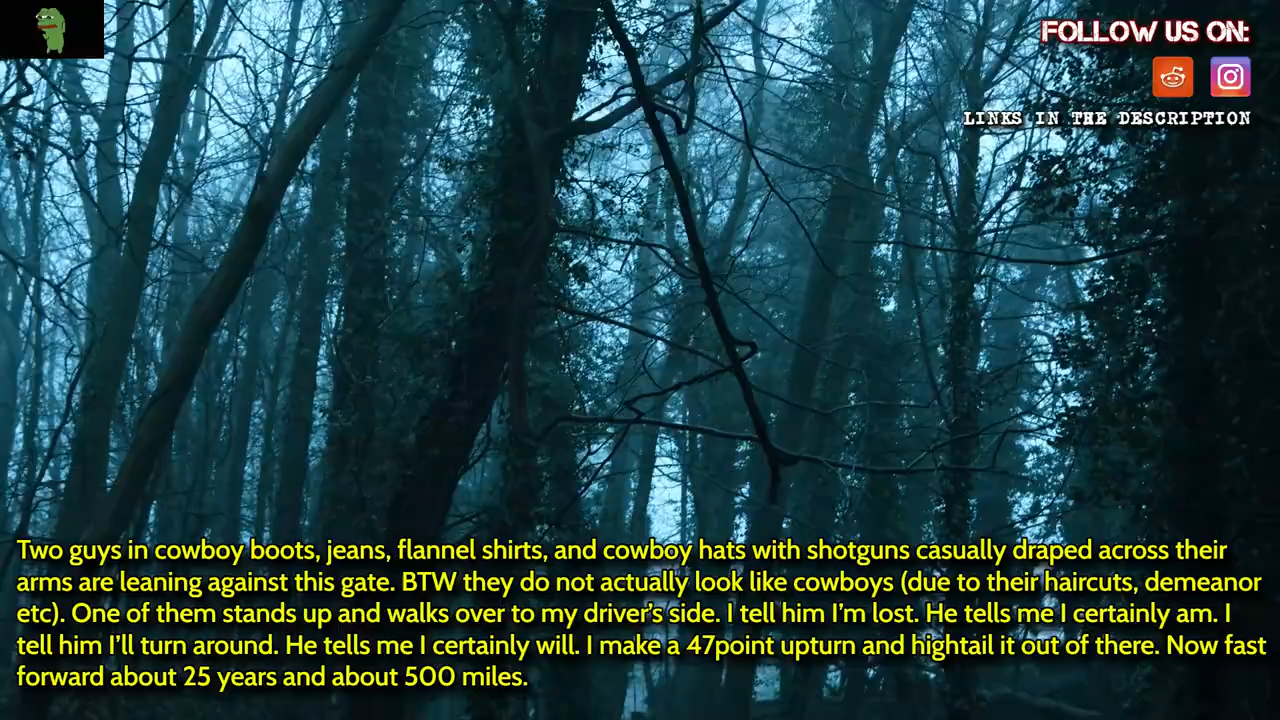 FOLLOW US ON:
LINKS IN THE DESCRIPTION
Two guys in cowboy boots, jeans, flannel shirts, and cowboy hats with shotguns casually draped across their
arms are leaning against this gate. BTW they do not actually look like cowboys (due to their haircuts, demeanor
etc). One of them stands up and walks over to my driver's side. I tell him I'm lost. He tells me I certainly am. I
tell him I'll turn around. He tells me I certainly will. I make a 47point upturn and hightail it out of there. Now fast
forward about 25 years and about 500 miles.